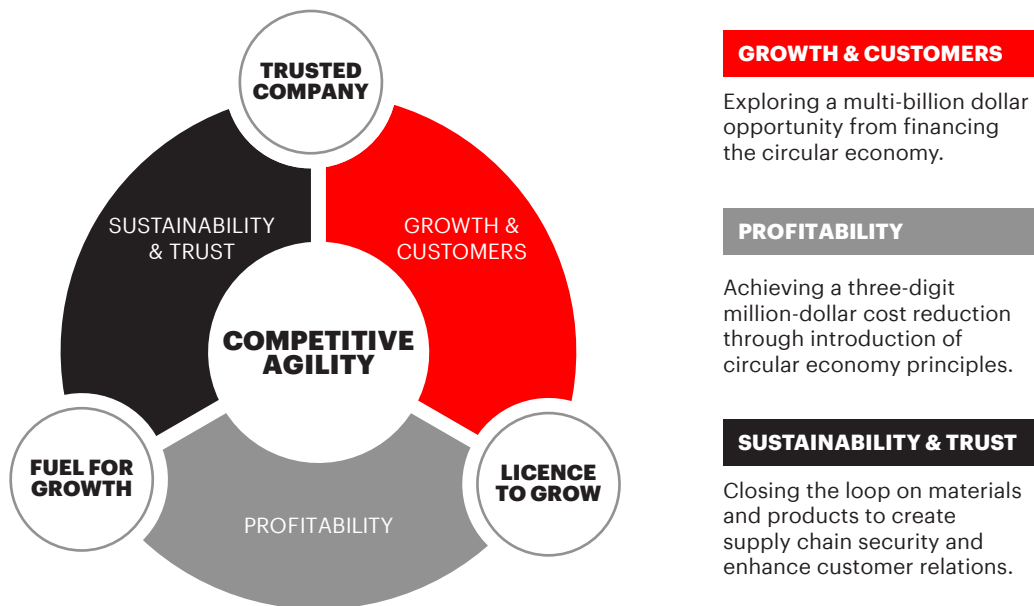 TRUSTED
COMPANY
SUSTAINABILITY
& TRUST
GROWTH &
CUSTOMERS
COMPETITIVE
AGILITY
FUEL FOR
GROWTH
LICENCE
TO GROW
PROFITABILITY
GROWTH & CUSTOMERS
Exploring a multi-billion dollar
opportunity from financing
the circular economy.
PROFITABILITY
Achieving a three-digit
million-dollar cost reduction
through introduction of
circular economy principles.
SUSTAINABILITY & TRUST
Closing the loop on materials
and products to create
supply chain security and
enhance customer relations.